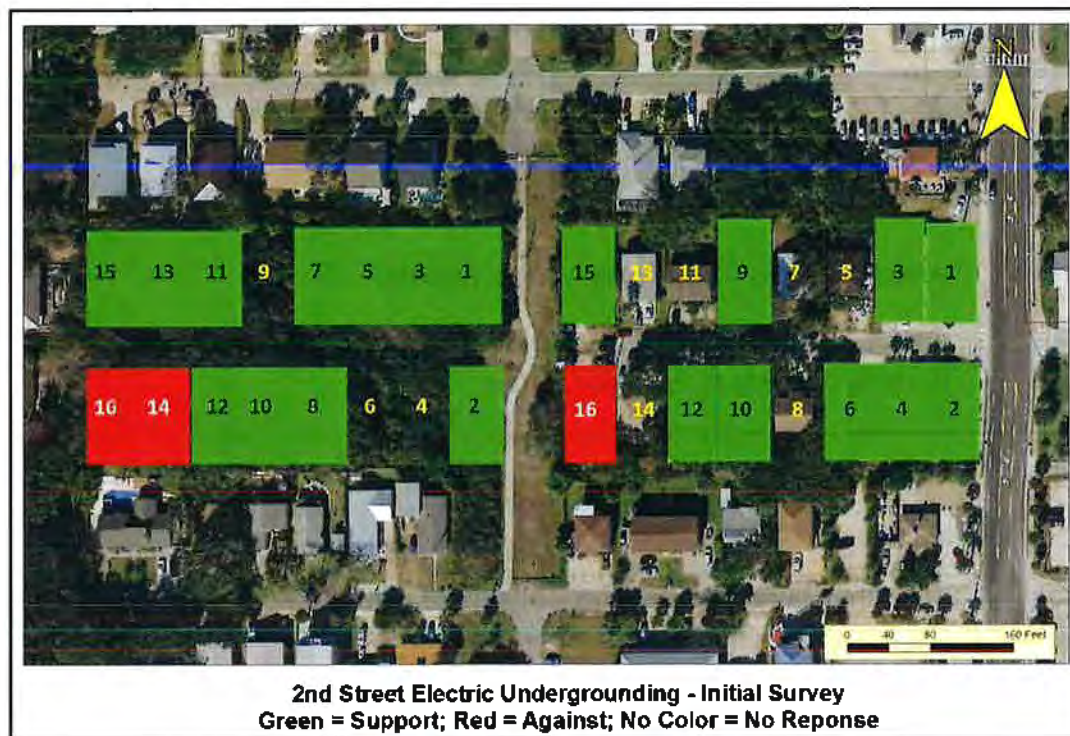 N
15 13 11 9 7 5 3 1 15 13 11 9 7 5 3 1
16 14 12 10 8 6 4 2 16 14 12 10 8 6 4 2
0 40 80 160 Feet
2nd Street Electric Undergrounding - Initial Survey
Green = Support; Red = Against; No Color = No Reponse